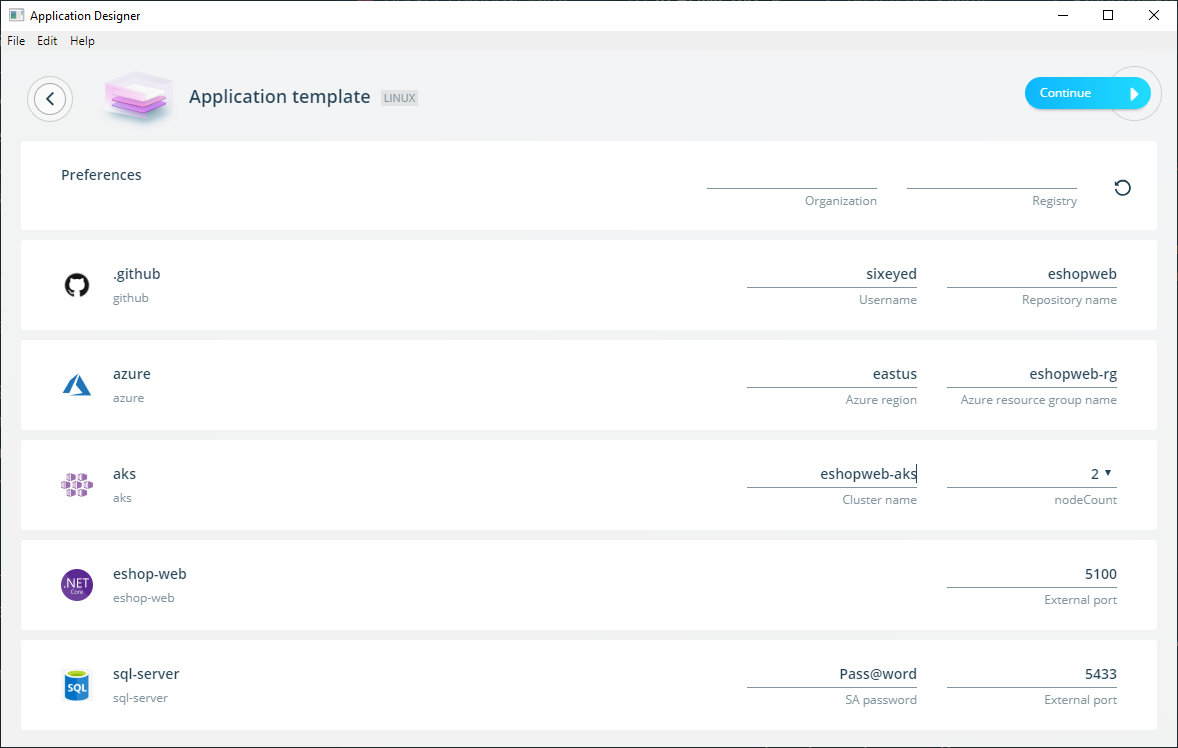 Application Designer
File Edit Help
Application template LINUX
Continue
Preferences
Organization Registry
.github sixeyed eshopweb
github Username Repository name
azure eastus eshopweb-rg
azure Azure region Azure resource group name
aks eshopweb-aks 2
aks Cluster name nodeCount
.NET
Core
eshop-web 5100
eshop-web External port
SQL
sql-server Pass@word 5433
sql-server SA password External port